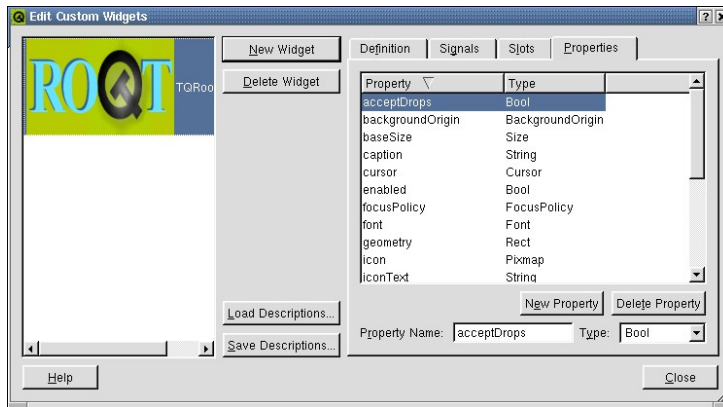 Edit Custom Widgets
ROQT
TQRoo
New Widget
Delete Widget
Load Descriptions...
Save Descriptions...
Definition Signals Slots Properties
Property Type
acceptDrops Bool
backgroundOrigin BackgroundOrigin
baseSize Size
caption String
cursor Cursor
enabled Bool
focusPolicy FocusPolicy
font Font
geometry Rect
icon Pixmap
iconText String
New Property Delete Property
Property Name: acceptDrops Type: Bool
Help Close